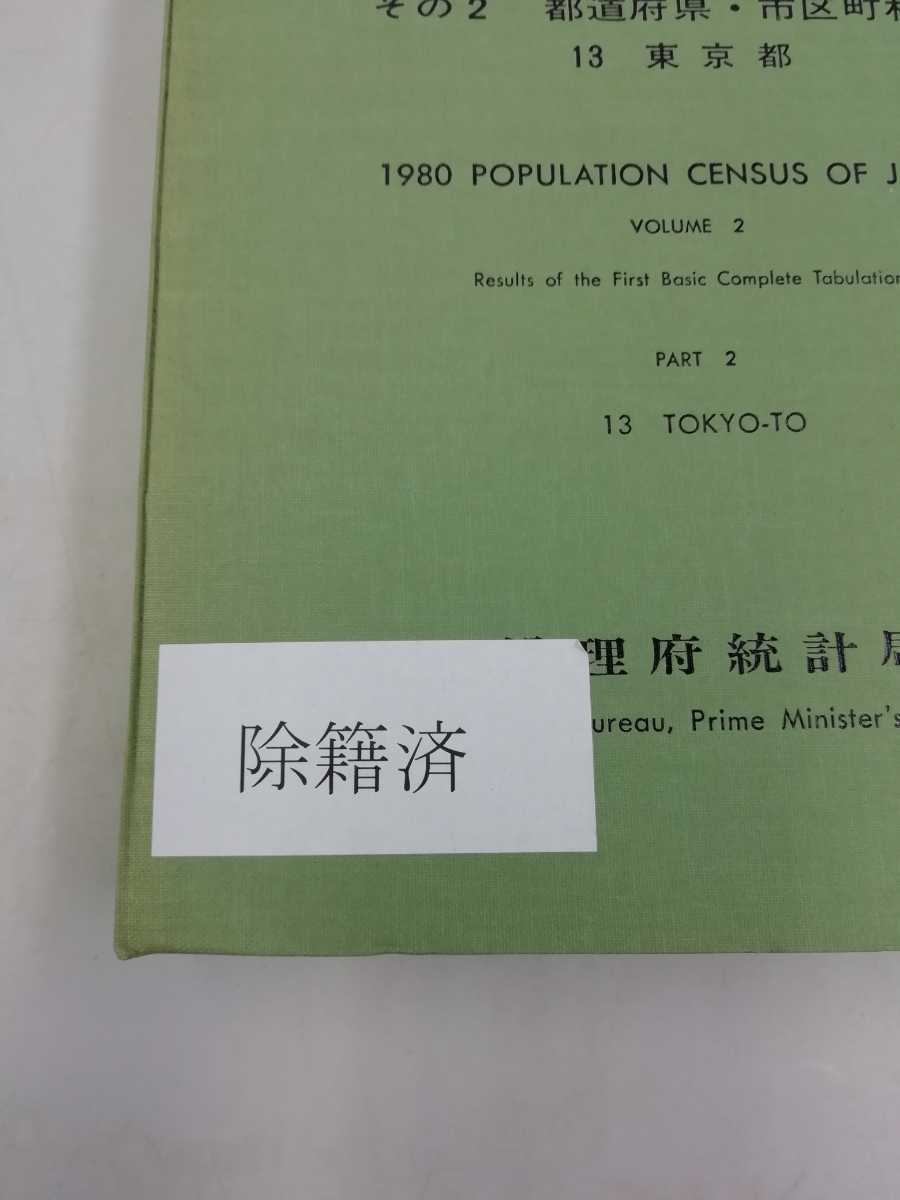 その2 都道府県・市区町
13 東京都
1980 POPULATION CENSUS OF J
VOLUME 2
Results of the First Basic Complete Tabulation
PART 2
13 TOKYO-TO
理府統計局
ureau, Prime Minister's
除籍済